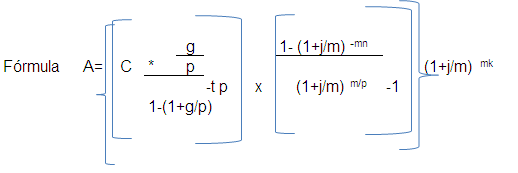 g 1- (1+j/m) -mn
Fórmula A= C * p (1+j/m) mk
-t p x (1+j/m) m/p -1
1-(1+g/p)